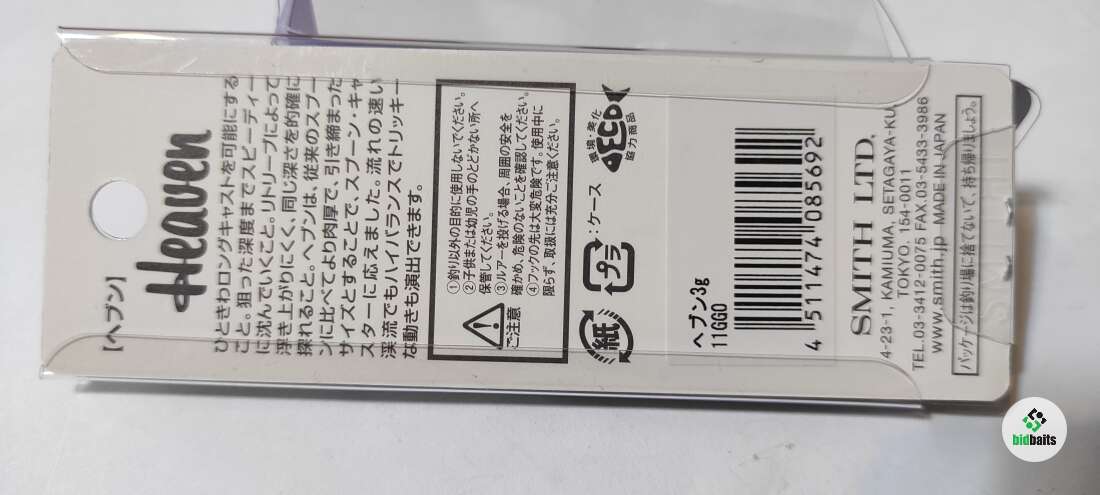 【ヘブン】
Heaven
ひときわロングキャストを可能にする
こと。狙った深度までスピーディー
に沈んでいくこと。リトリーブによって
浮き上がりにくく、同じ深さを的確に
探れること。ヘブンは、従来のスプー
ンに比べてより肉厚で、引き締まった
サイズとすることで、スプーン・キャ
スターに応えました。流れの速い
渓流でもハイバランスでトリッキー
な動きも演出できます。
ご注意
①釣り以外の目的に使用しないでください。
②子供または幼児の手のとどかない所へ
保管してください。
③ルアーを投げる場合、周囲の安全を
確かめ、危険のないことを確認してください。
④フックの先は大変危険です。使用中に
限らず、取扱には充分ご注意ください。
紙
プラ
:ケース
環境・美化
ECO
協力商品
ヘブン3g
11GGO
4 511474 085692
SMITH LTD.
4-23-1, KAMIUMA, SETAGAYA-KU
TOKYO. 154-0011
TEL.03-3412-0075 FAX.03-5433-3986
www.smith.jp MADE IN JAPAN
パッケージは釣り場に捨てないで、持ち帰りましょう。
bidbaits